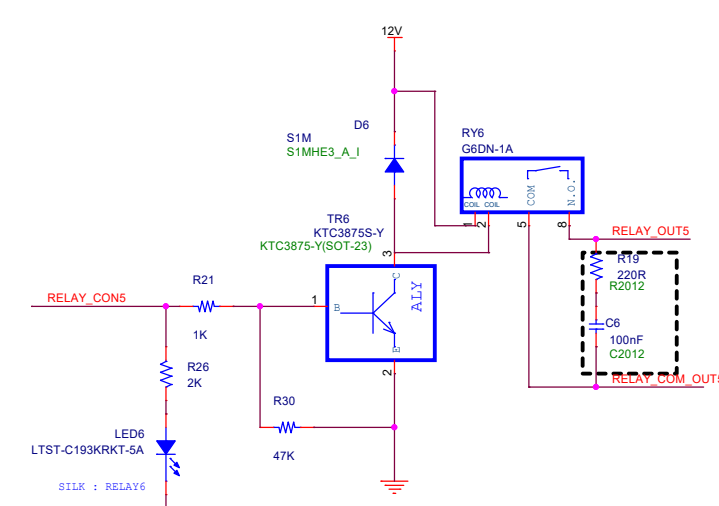 12V
D6
S1M
S1MHE3_A_I
RY6
G6DN-1A
COIL COIL
COM
N.O.
1
2
5
8
RELAY_OUT5
TR6
KTC3875S-Y
KTC3875-Y(SOT-23)
3
R19
220R
R2012
R21
RELAY_CON5
1
B
C
E
ALY
1K
C6
100nF
C2012
2
R26
2K
RELAY_COM_OUT5
R30
LED6
LTST-C193KRKT-5A
47K
SILK : RELAY6